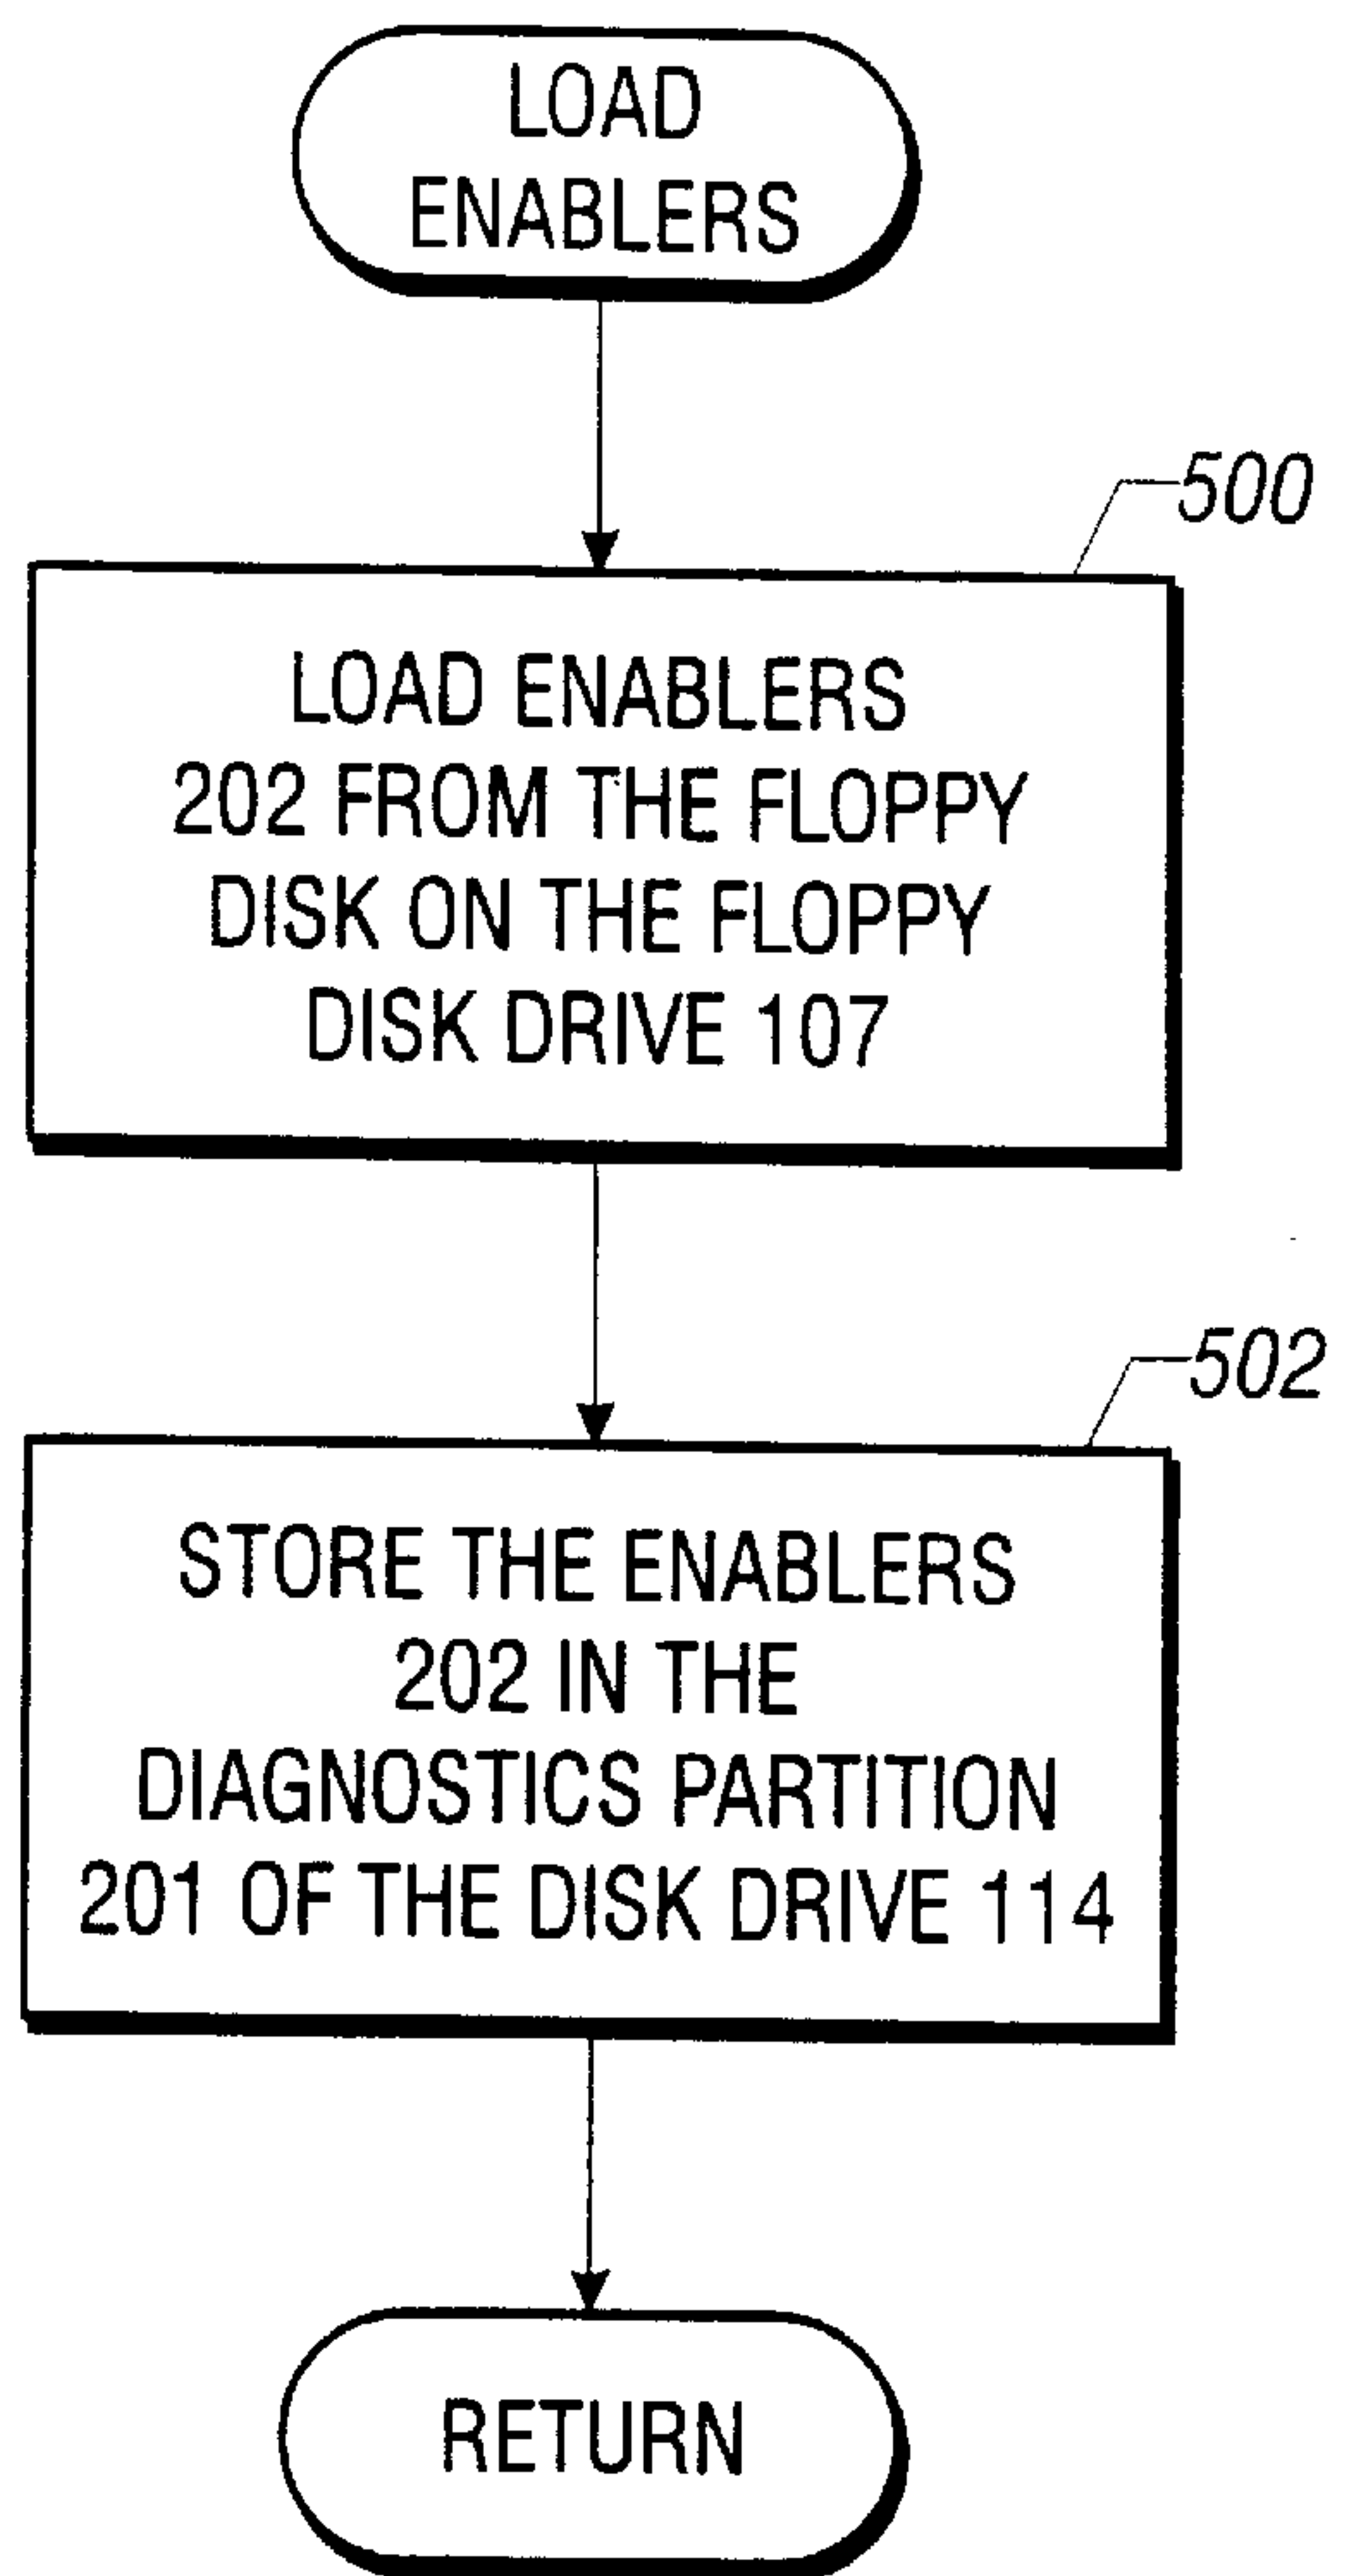 LOAD
ENABLERS
500
LOAD ENABLERS
202 FROM THE FLOPPY
DISK ON THE FLOPPY
DISK DRIVE 107
502
STORE THE ENABLERS
202 IN THE
DIAGNOSTICS PARTITION
201 OF THE DISK DRIVE 114
RETURN